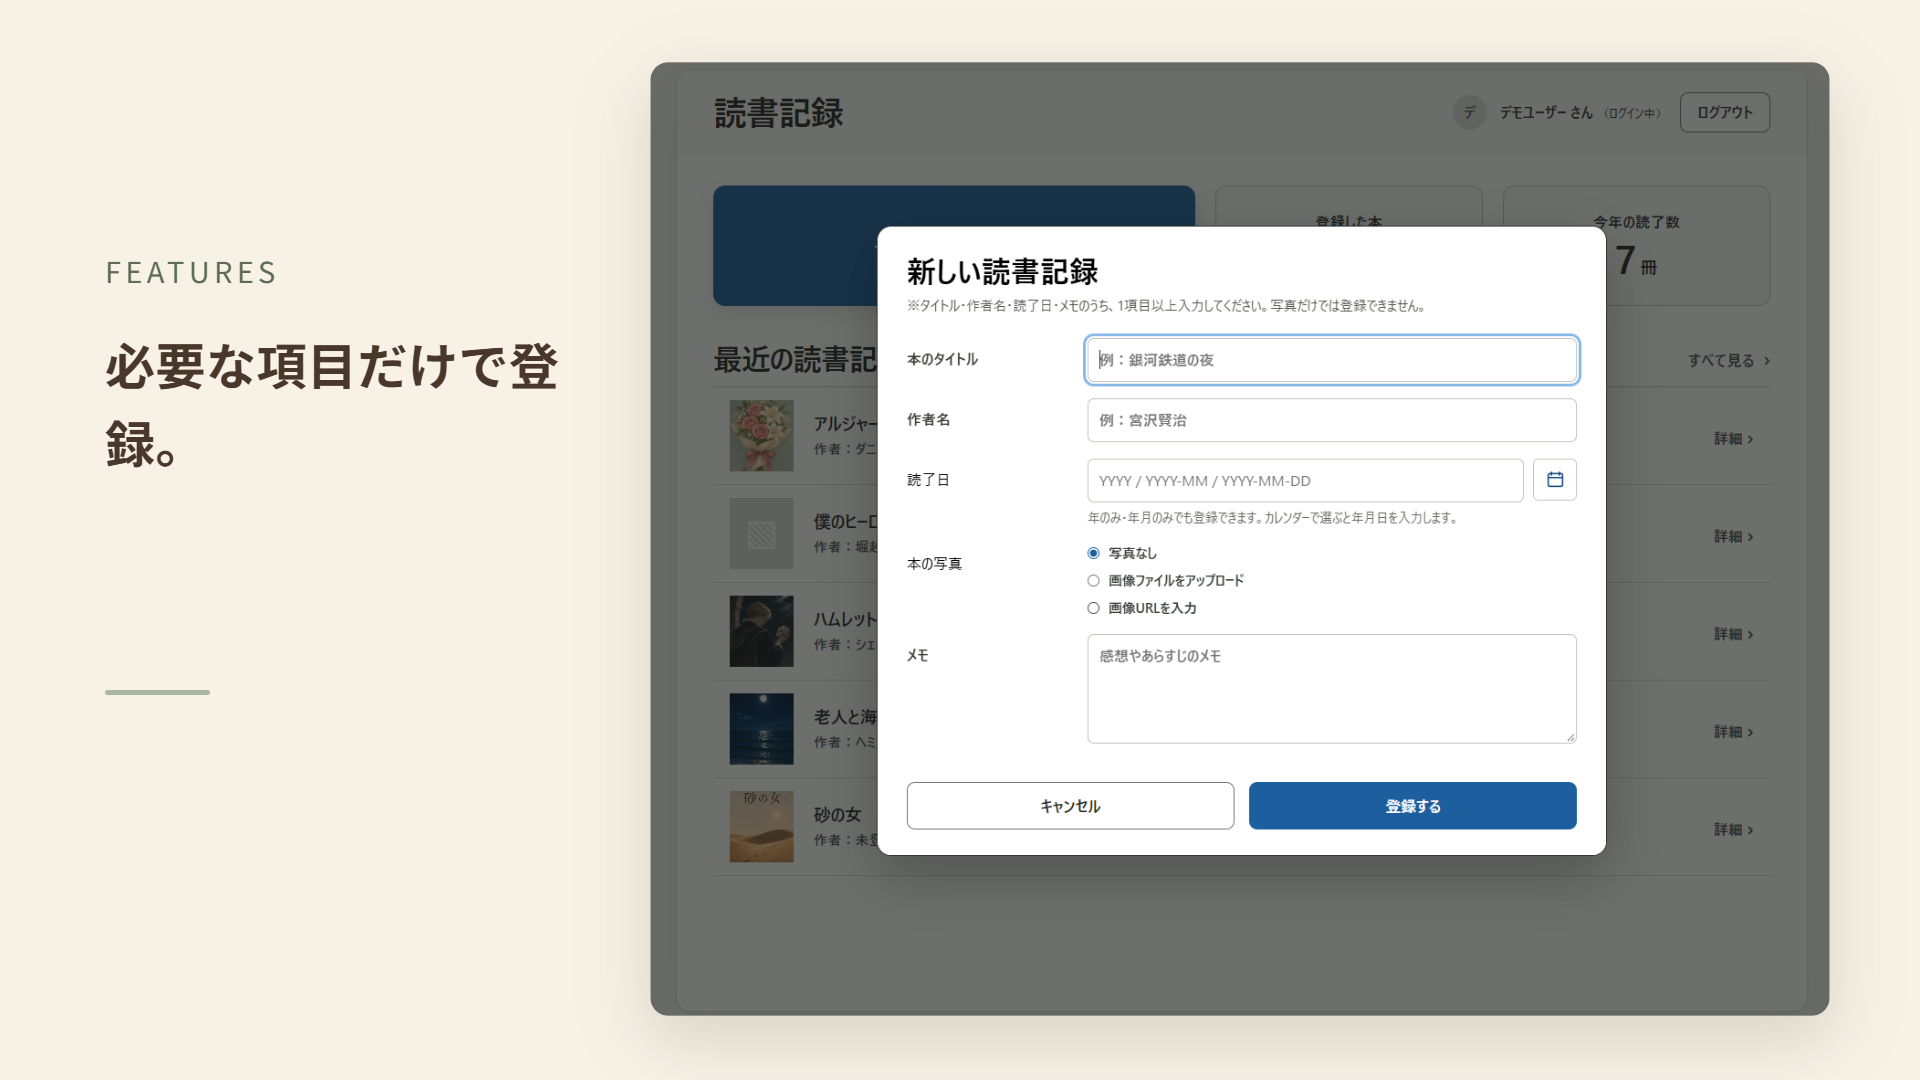 FEATURES
必要な項目だけで登
録。
読書記録
デ
デモユーザー さん (ログイン中)
ログアウト
登録した本
今年の読了数
7 冊
新しい読書記録
※タイトル・作者名・読了日・メモのうち、1項目以上入力してください。写真だけでは登録できません。
最近の読書記
すべて見る ›
本のタイトル
例：銀河鉄道の夜
作者名
例：宮沢賢治
読了日
YYYY / YYYY-MM / YYYY-MM-DD
年のみ・年月のみでも登録できます。カレンダーで選ぶと年月日を入力します。
本の写真
写真なし
画像ファイルをアップロード
画像URLを入力
メモ
感想やあらすじのメモ
キャンセル
登録する
アルジャー
作者：ダニ
詳細 ›
僕のヒーロ
作者：堀越
詳細 ›
ハムレット
作者：シェ
詳細 ›
老人と海
作者：ヘミ
詳細 ›
砂の女
砂の女
作者：未登
詳細 ›